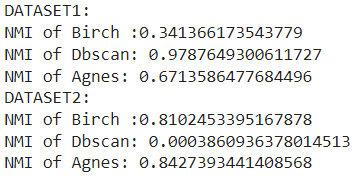 DATASET1:
NMI of Birch :0.341366173543779
NMI of Dbscan: 0.9787649300611727
NMI of Agnes: 0.6713586477684496
DATASET2:
NMI of Birch :0.8102453395167878
NMI of Dbscan: 0.0003860936378014513
NMI of Agnes: 0.8427393441408568